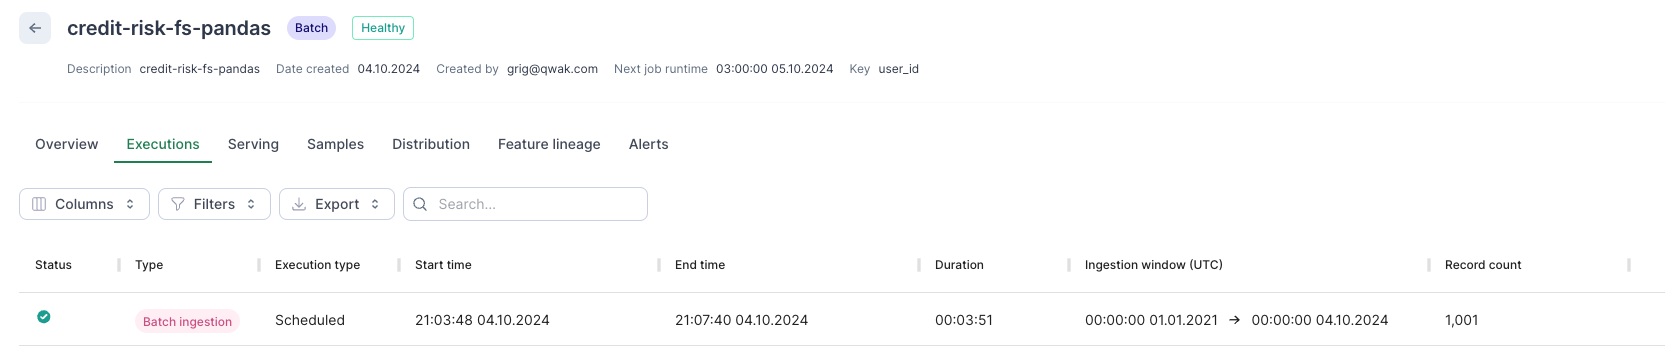 credit-risk-fs-pandas Batch Healthy
Description credit-risk-fs-pandas Date created 04.10.2024 Created by grig@qwak.com Next job runtime 03:00:00 05.10.2024 Key user_id
Overview Executions Serving Samples Distribution Feature lineage Alerts
Columns Filters Export Search...
Status Type Execution type Start time End time Duration Ingestion window (UTC) Record count
Batch ingestion Scheduled 21:03:48 04.10.2024 21:07:40 04.10.2024 00:03:51 00:00:00 01.01.2021 → 00:00:00 04.10.2024 1,001